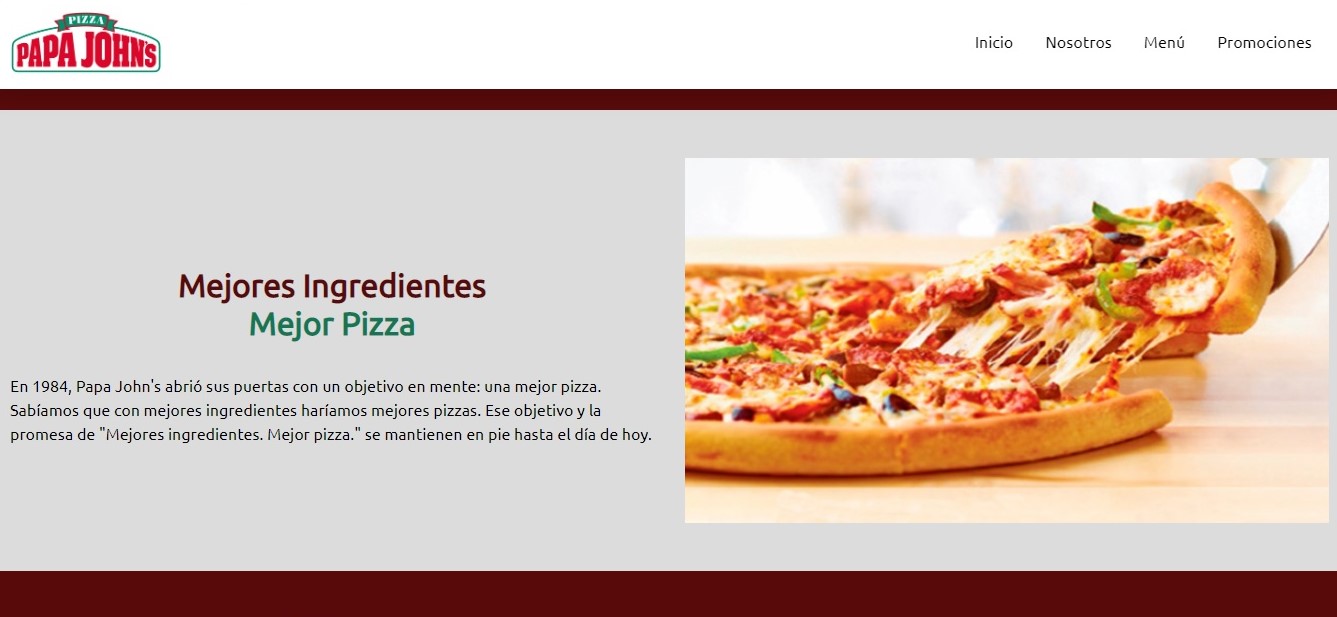 PIZZA
PAPA JOHN'S
Inicio Nosotros Menú Promociones
Mejores Ingredientes
Mejor Pizza
En 1984, Papa John's abrió sus puertas con un objetivo en mente: una mejor pizza.
Sabíamos que con mejores ingredientes haríamos mejores pizzas. Ese objetivo y la
promesa de "Mejores ingredientes. Mejor pizza." se mantienen en pie hasta el día de hoy.